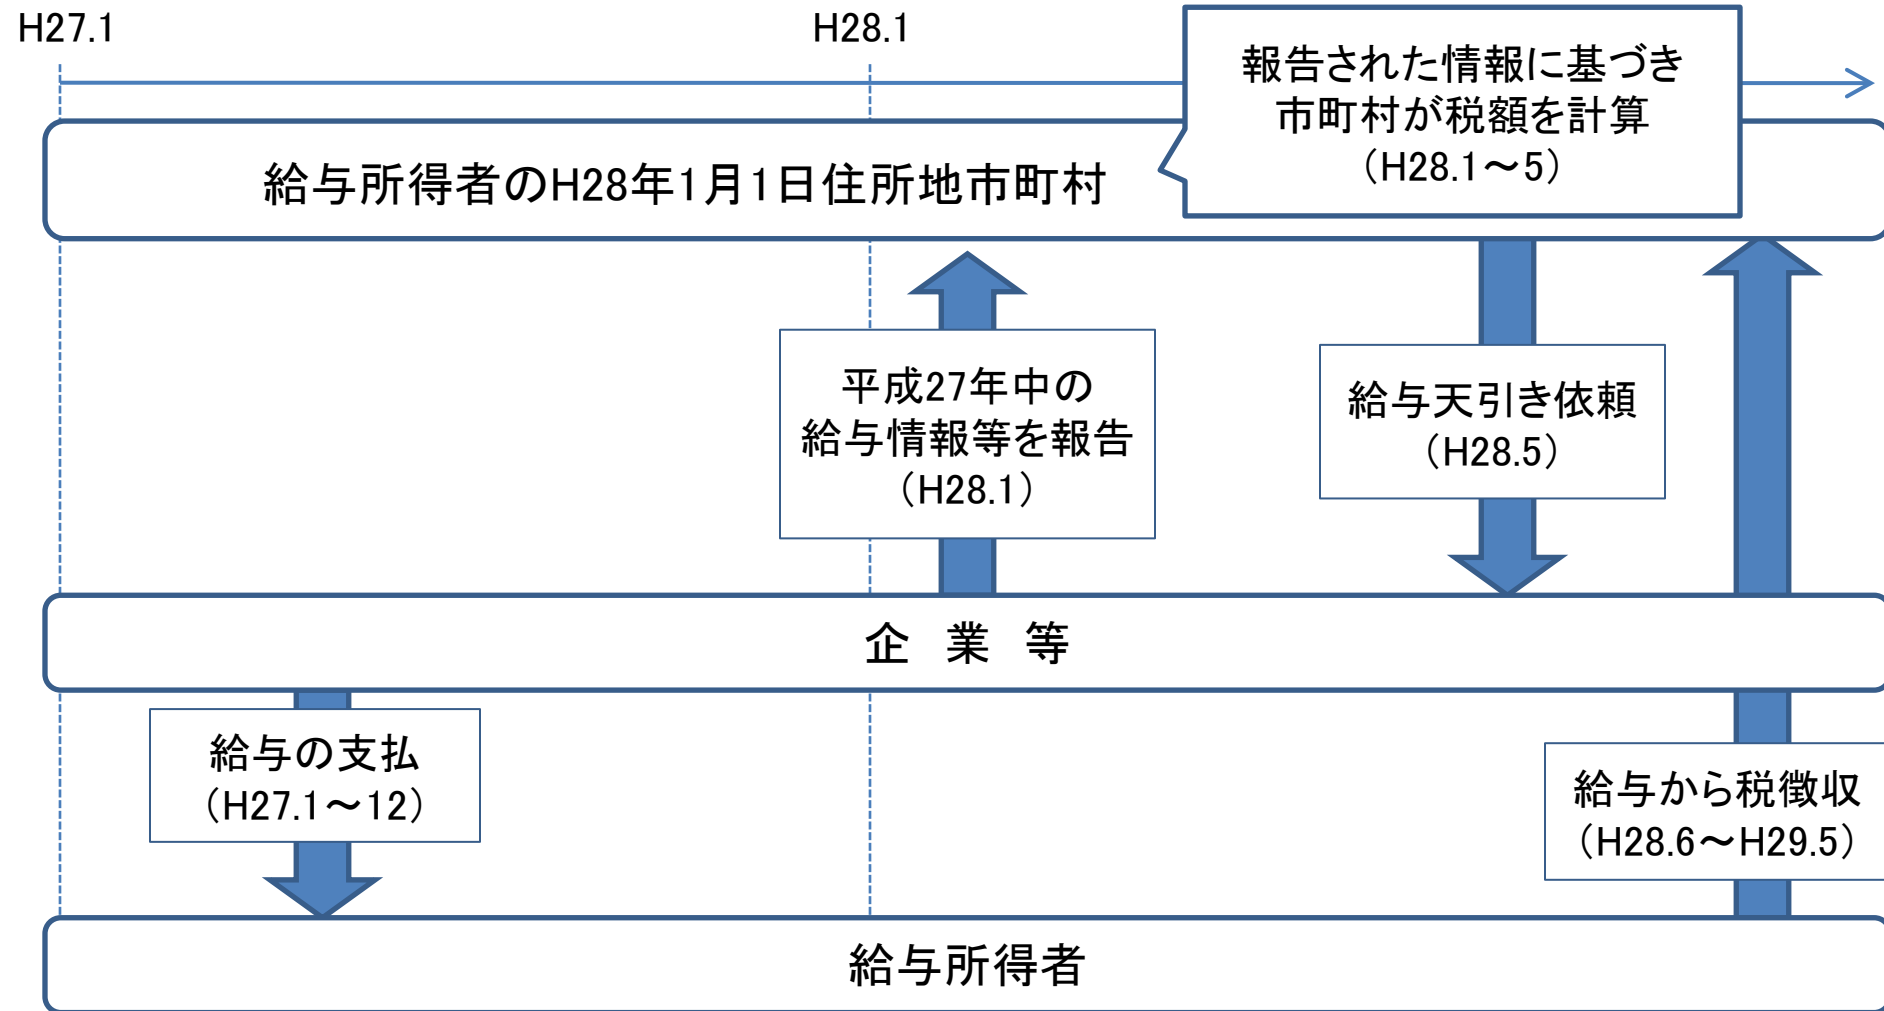 H27.1
H28.1
報告された情報に基づき
市町村が税額を計算
（H28.1～5）
給与所得者のH28年1月1日住所地市町村
平成27年中の
給与情報等を報告
（H28.1）
給与天引き依頼
（H28.5）
企　業　等
給与の支払
（H27.1～12）
給与から税徴収
（H28.6～H29.5）
給与所得者